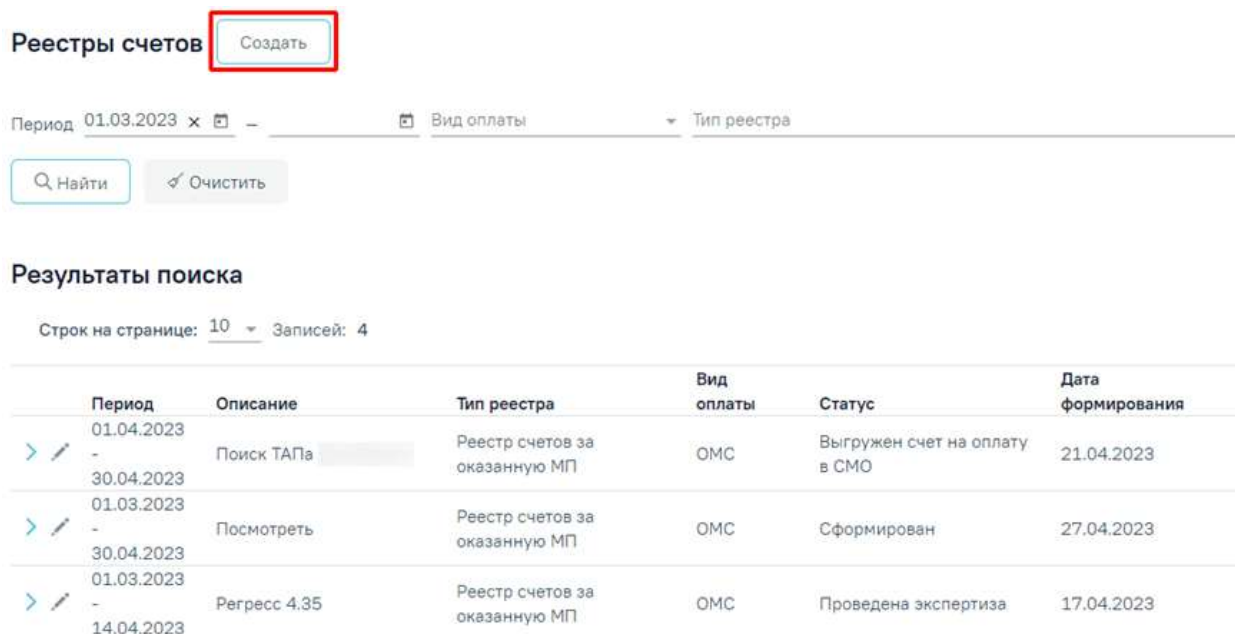 Реестры счетов Создать
Период 01.03.2023 – Вид оплаты Тип реестра
Найти Очистить
Результаты поиска
Строк на странице: 10 Записей: 4
Вид Дата
Период Описание Тип реестра оплаты Статус формирования
01.04.2023
- Поиск ТАПа Реестр счетов за оказанную МП ОМС Выгружен счет на оплату в СМО 21.04.2023
30.04.2023
01.03.2023
- Посмотреть Реестр счетов за оказанную МП ОМС Сформирован 27.04.2023
30.04.2023
01.03.2023
- Регресс 4.35 Реестр счетов за оказанную МП ОМС Проведена экспертиза 17.04.2023
14.04.2023